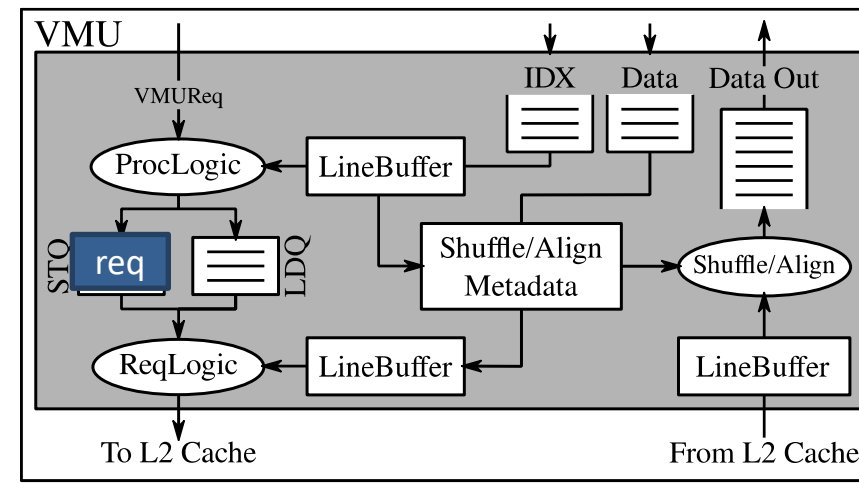 VMU
IDX
Data
Data Out
VMUReq
ProcLogic
LineBuffer
STQ
req
LDQ
Shuffle/Align
Metadata
Shuffle/Align
ReqLogic
LineBuffer
LineBuffer
To L2 Cache
From L2 Cache